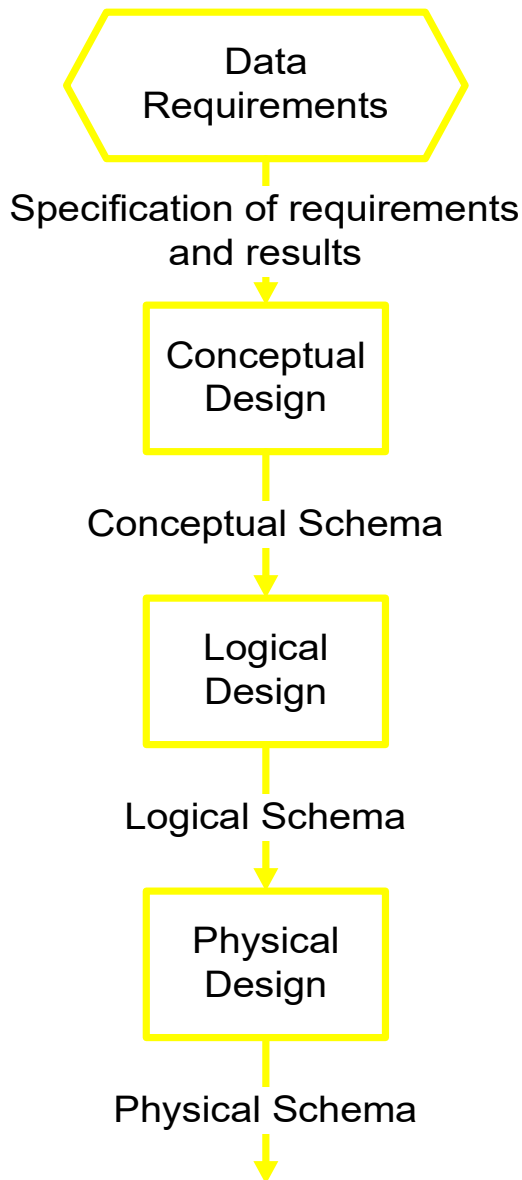 Data
Requirements
Specification of requirements
and results
Conceptual
Design
Conceptual Schema
Logical
Design
Logical Schema
Physical
Design
Physical Schema